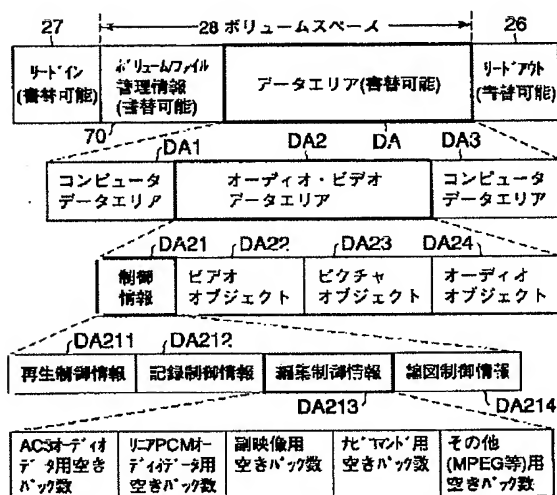 27
28 ボリュームスペース
26
リードイン
(書替可能)
ボリューム/ファイル
管理情報
(書替可能)
データエリア(書替可能)
リードアウト
(書替可能)
70
DA1
DA2
DA
DA3
コンピュータ
データエリア
オーディオ・ビデオ
データエリア
コンピュータ
データエリア
DA21
DA22
DA23
DA24
制御
情報
ビデオ
オブジェクト
ピクチャ
オブジェクト
オーディオ
オブジェクト
DA211
DA212
再生制御情報
記録制御情報
編集制御情報
縮図制御情報
DA213
DA214
AC3オーディオ
データ用空き
パック数
リニアPCMオー
ディオデータ用
空きパック数
副映像用
空きパック数
ナビコマンド用
空きパック数
その他
(MPEG等)用
空きパック数